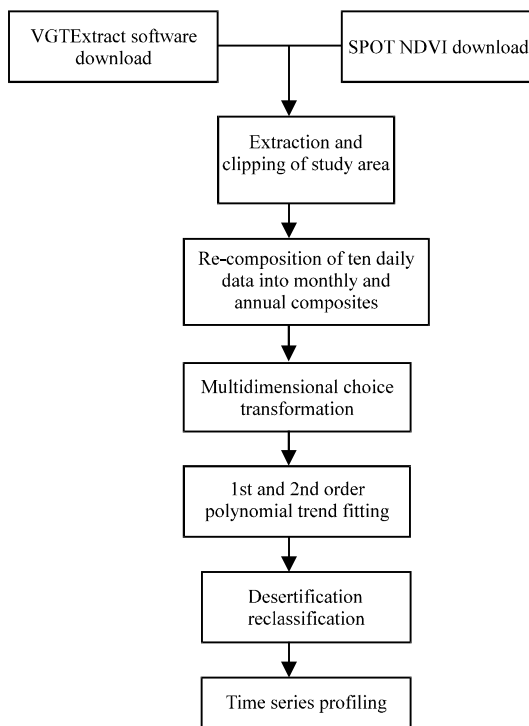 VGTExtract software
download
SPOT NDVI download
Extraction and
clipping of study area
Re-composition of ten daily
data into monthly and
annual composites
Multidimensional choice
transformation
1st and 2nd order
polynomial trend fitting
Desertification
reclassification
Time series profiling